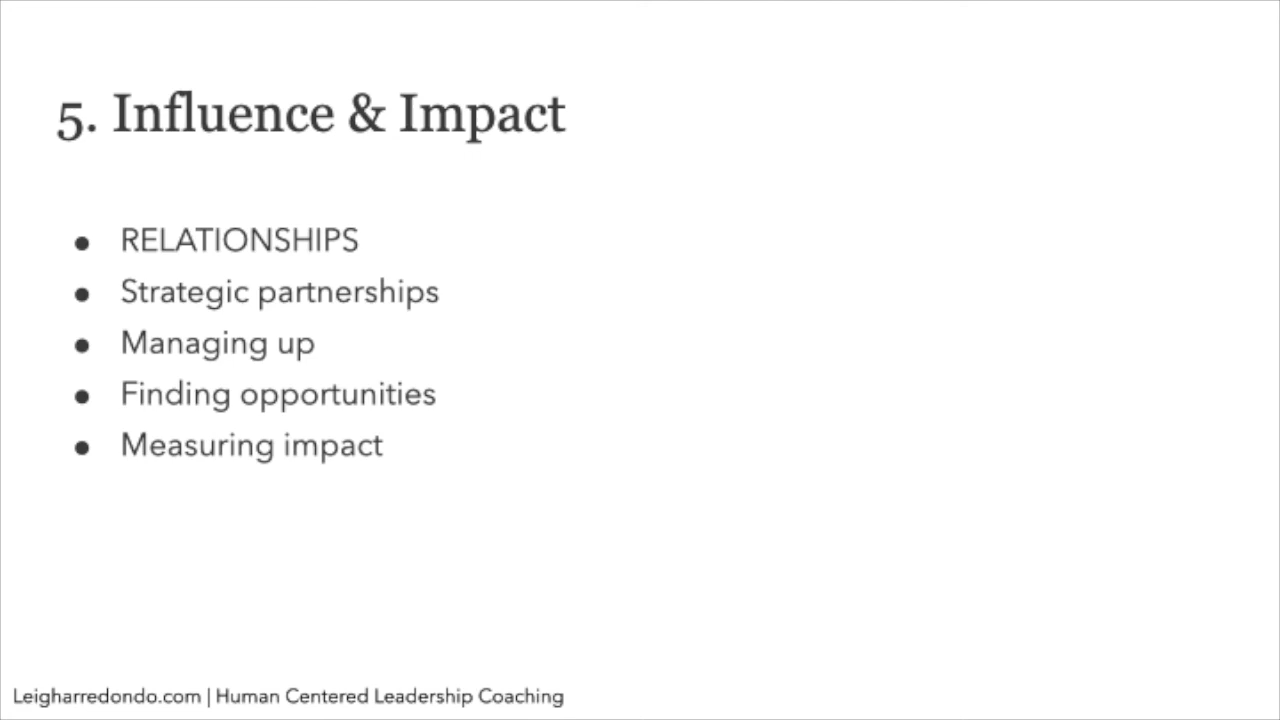 5. Influence & Impact
● RELATIONSHIPS
● Strategic partnerships
● Managing up
● Finding opportunities
● Measuring impact
Leigharredondo.com | Human Centered Leadership Coaching